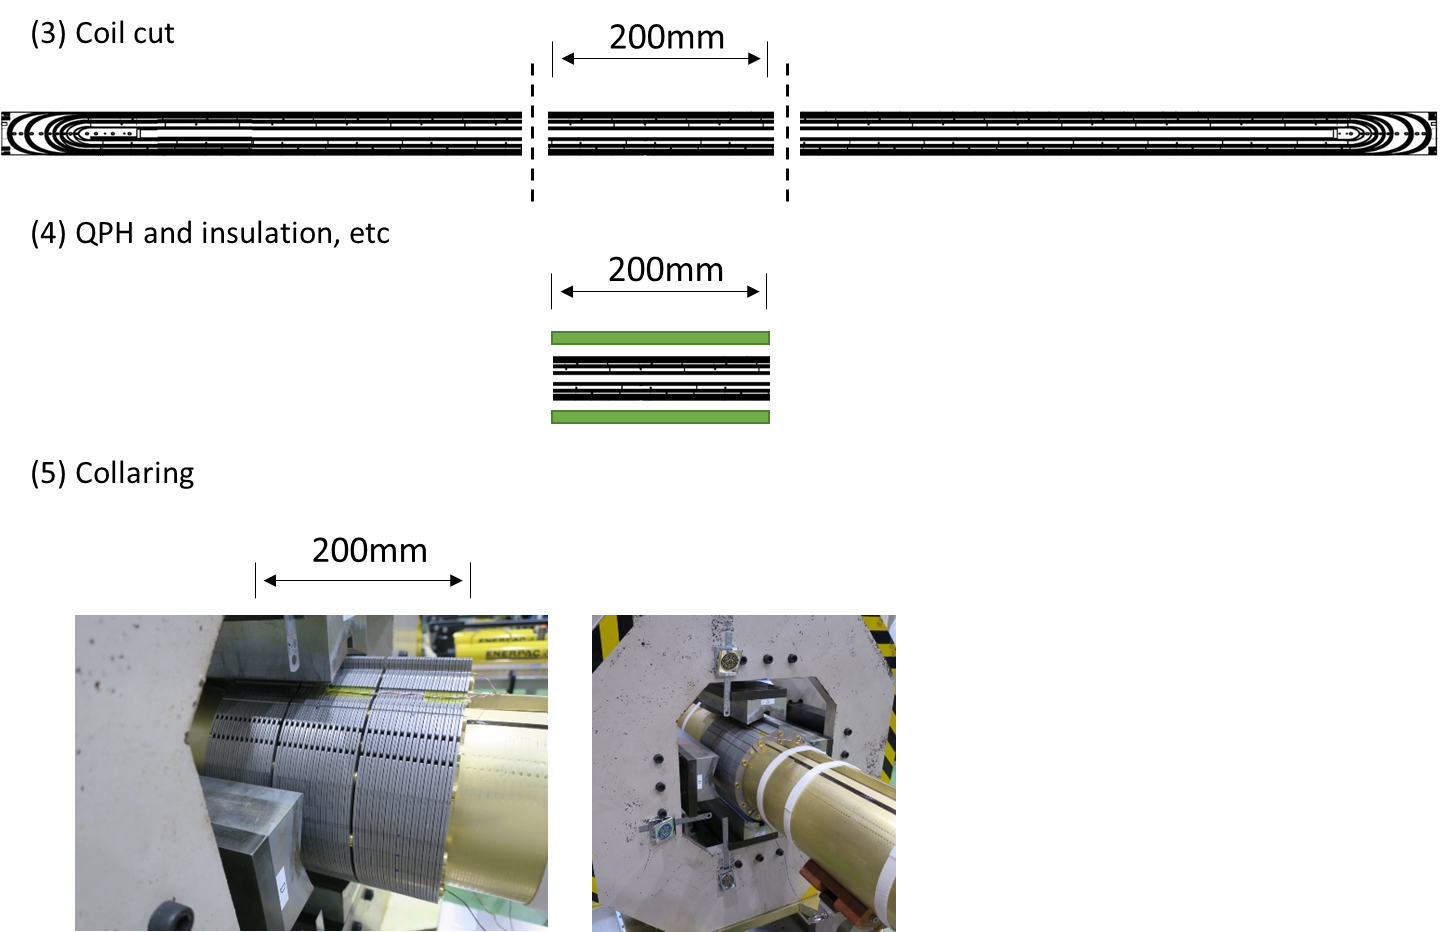 (3) Coil cut
200mm
(4) QPH and insulation, etc
200mm
(5) Collaring
200mm
ENERPAC